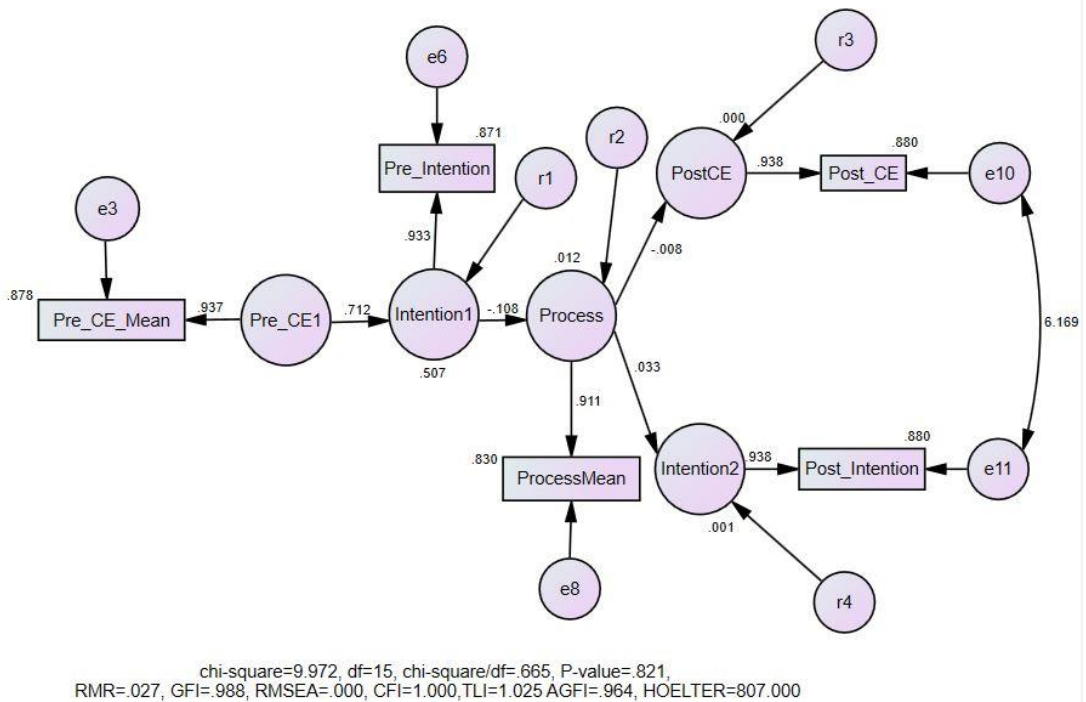 r3
e6
.871
r2
.000
.880
Pre_Intention
r1
PostCE
.938
Post_CE
e10
e3
.933
-.008
.012
.878
Pre_CE_Mean
.937
Pre_CE1
.712
Intention1
-.108
Process
6.169
.507
.033
.911
.880
.830
ProcessMean
Intention2
.938
Post_Intention
e11
.001
e8
r4
chi-square=9.972, df=15, chi-square/df=.665, P-value=.821,
RMR=.027, GFI=.988, RMSEA=.000, CFI=1.000,TLI=1.025 AGFI=.964, HOELTER=807.000